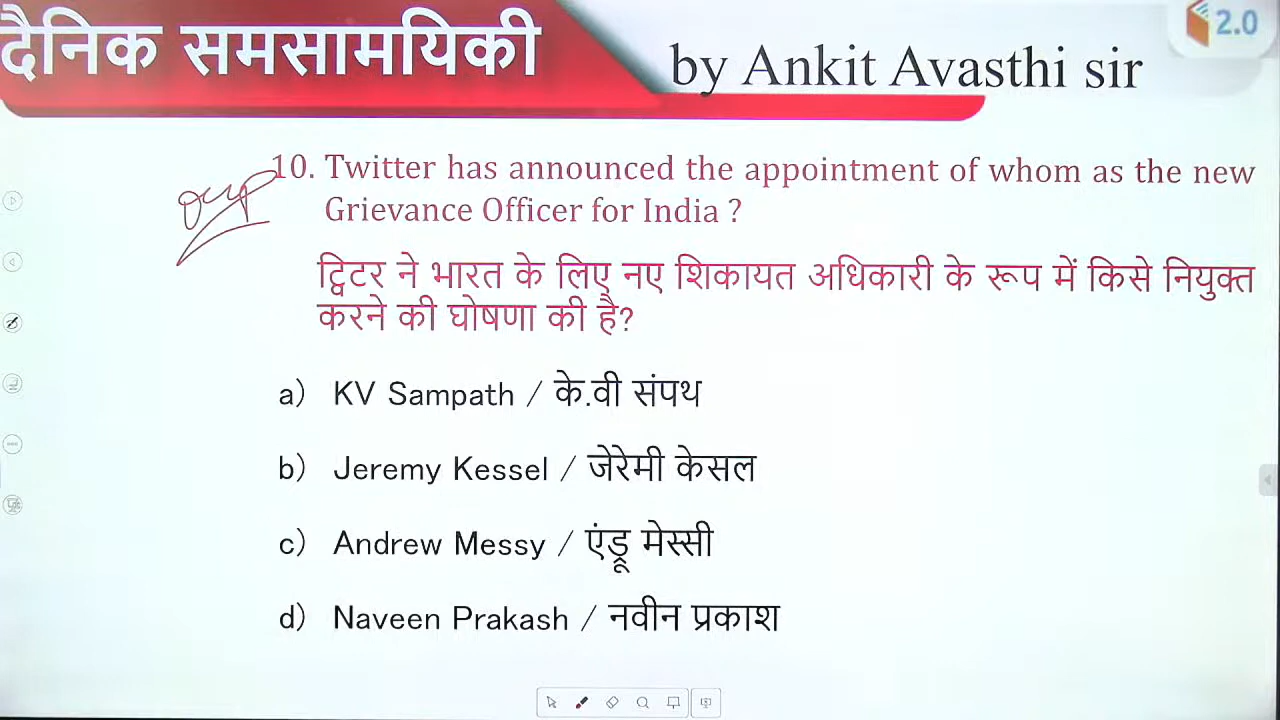 दैनिक समसामयिकी
by Ankit Avasthi sir
2.0
10. Twitter has announced the appointment of whom as the new
Grievance Officer for India ?
ट्विटर ने भारत के लिए नए शिकायत अधिकारी के रूप में किसे नियुक्त
करने की घोषणा की है?
a) KV Sampath / के.वी संपथ
b) Jeremy Kessel / जेरेमी केसल
c) Andrew Messy / एंड्रू मेस्सी
d) Naveen Prakash / नवीन प्रकाश